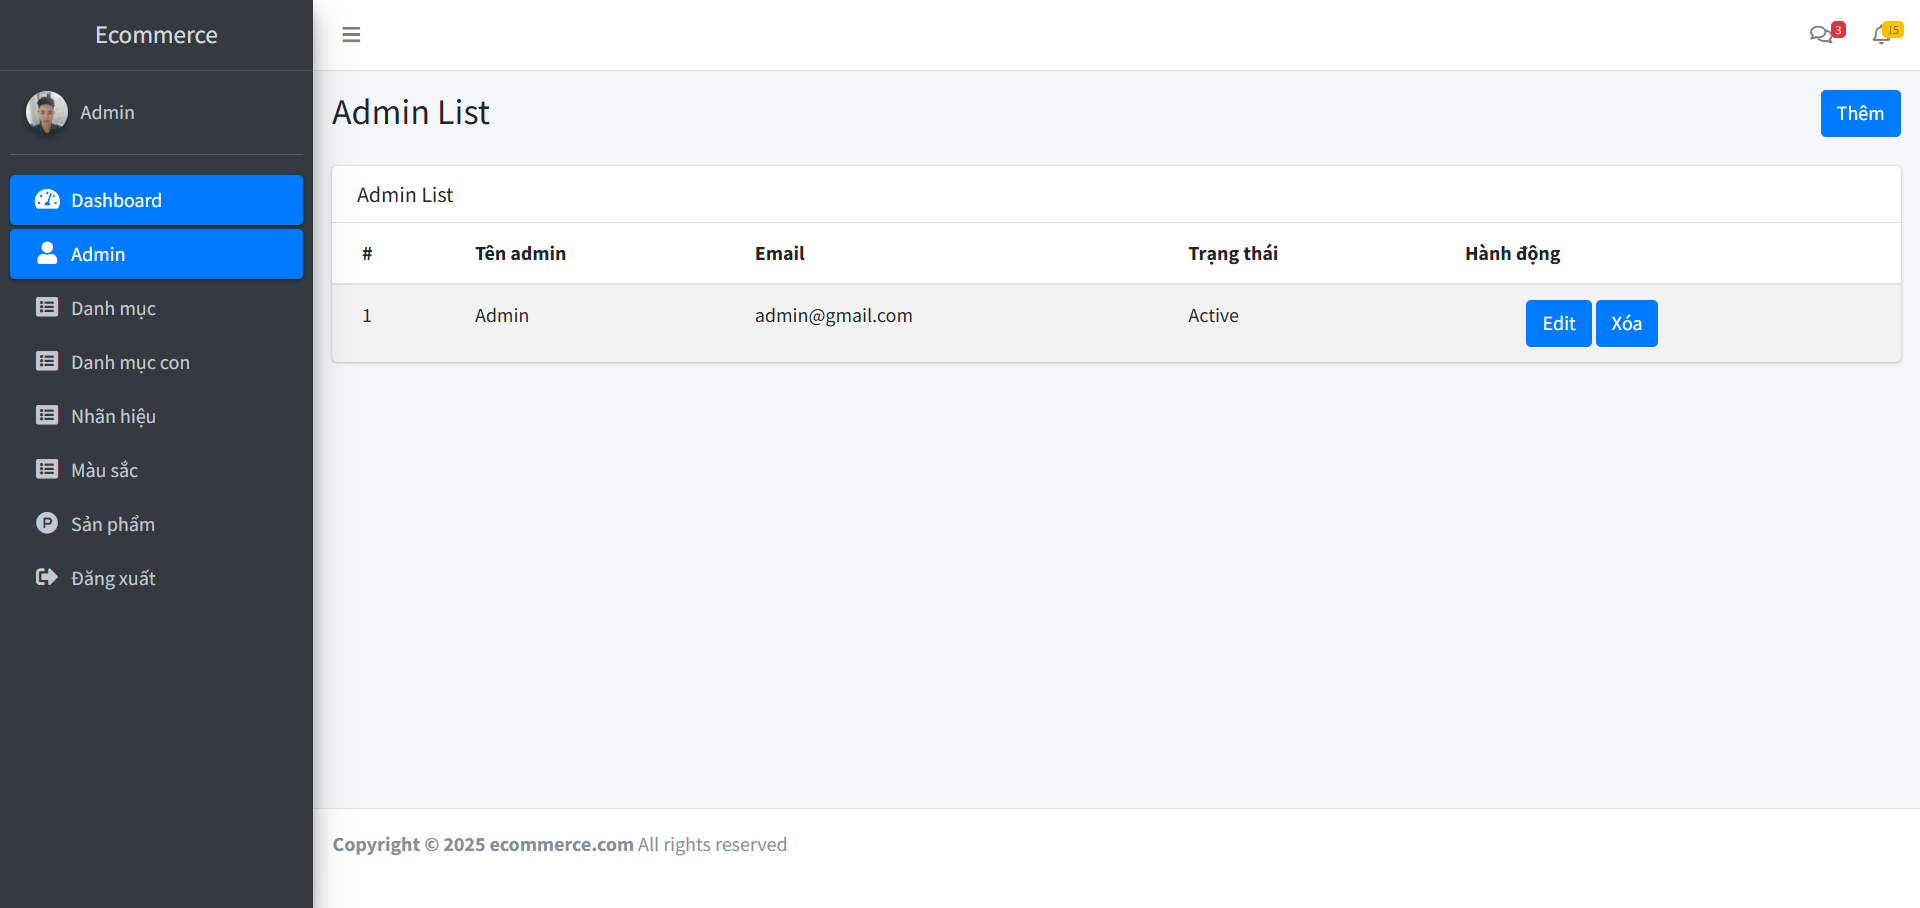 Ecommerce
3
15
Admin
Dashboard
Admin
Danh mục
Danh mục con
Nhãn hiệu
Màu sắc
Sản phẩm
Đăng xuất
Admin List
Thêm
Admin List
# Tên admin Email Trạng thái Hành động
1 Admin admin@gmail.com Active Edit Xóa
Copyright © 2025 ecommerce.com All rights reserved